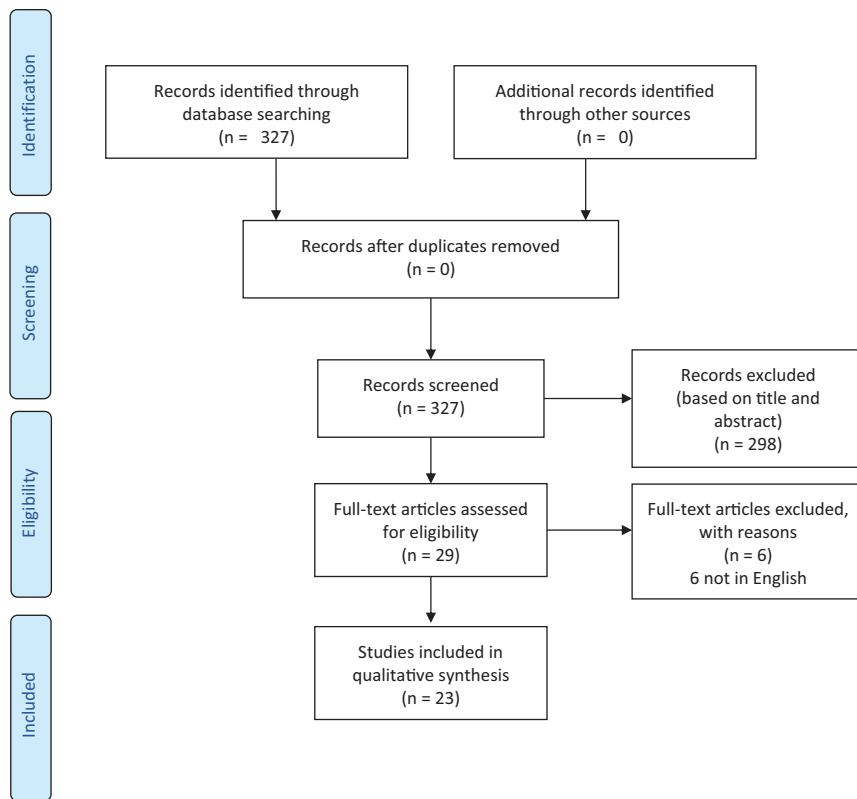 Identification
Records identified through
database searching
(n =   327)
Additional records identified
through other sources
(n =   0)
Screening
Records after duplicates removed
(n = 0)
Records screened
(n = 327)
Records excluded
(based on title and
abstract)
(n = 298)
Eligibility
Full-text articles assessed
for eligibility
(n = 29)
Full-text articles excluded,
with reasons
(n = 6)
6 not in English
Included
Studies included in
qualitative synthesis
(n = 23)